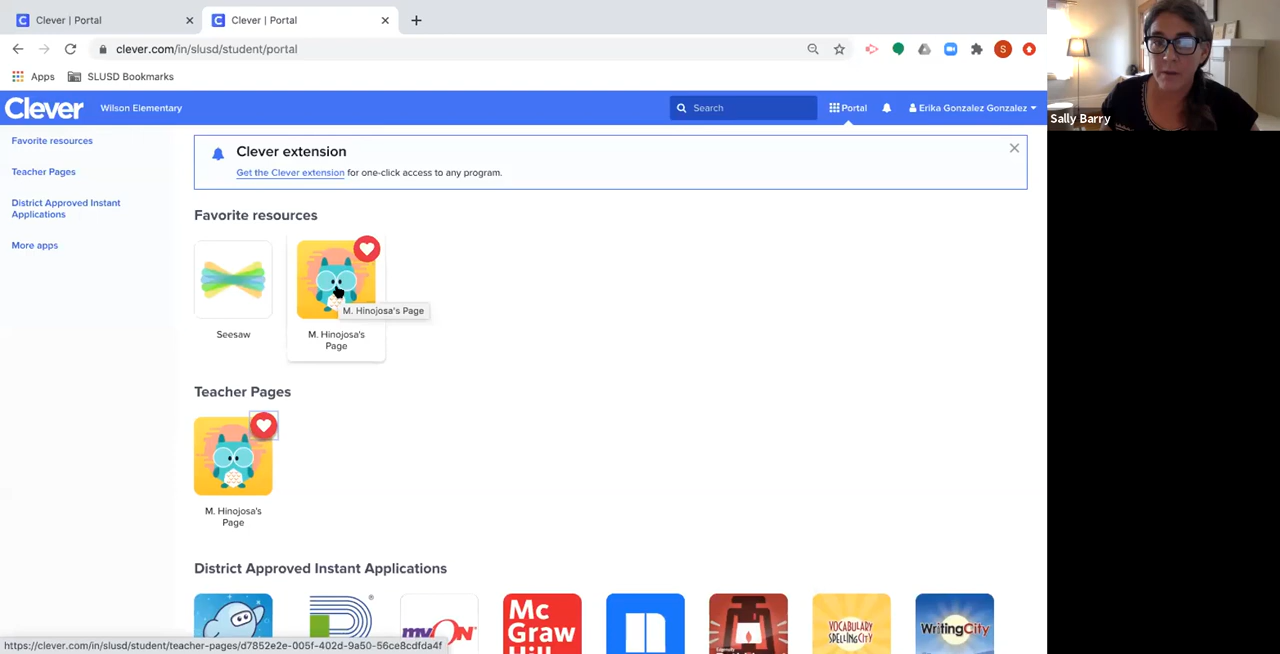 Clever | Portal
Clever | Portal
clever.com/in/slusd/student/portal
S
Apps
SLUSD Bookmarks
Clever
Wilson Elementary
Search
Portal
Erika Gonzalez Gonzalez
Sally Barry
Favorite resources
Teacher Pages
District Approved Instant
Applications
More apps
Clever extension
Get the Clever extension for one-click access to any program.
Favorite resources
M. Hinojosa's Page
Seesaw
M. Hinojosa's
Page
Teacher Pages
M. Hinojosa's
Page
District Approved Instant Applications
myON
Mc
Graw
Hill
VOCABULARY
SPELLINGCITY
WritingCity
https://clever.com/in/slusd/student/teacher-pages/d7852e2e-005f-402d-9a50-56ce8cdfda4f